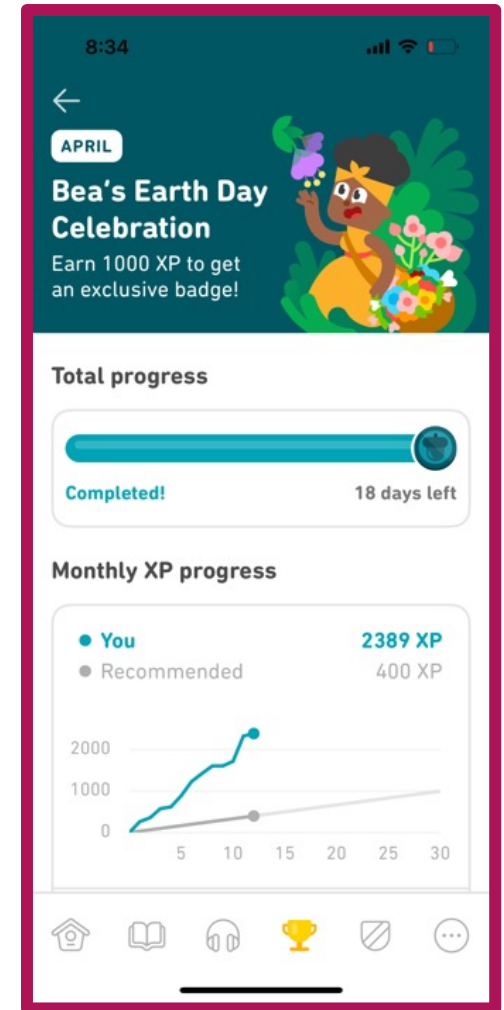 8:34
APRIL
Bea's Earth Day
Celebration
Earn 1000 XP to get
an exclusive badge!
Total progress
Completed! 18 days left
Monthly XP progress
You 2389 XP
Recommended 400 XP
2000
1000
0
5 10 15 20 25 30